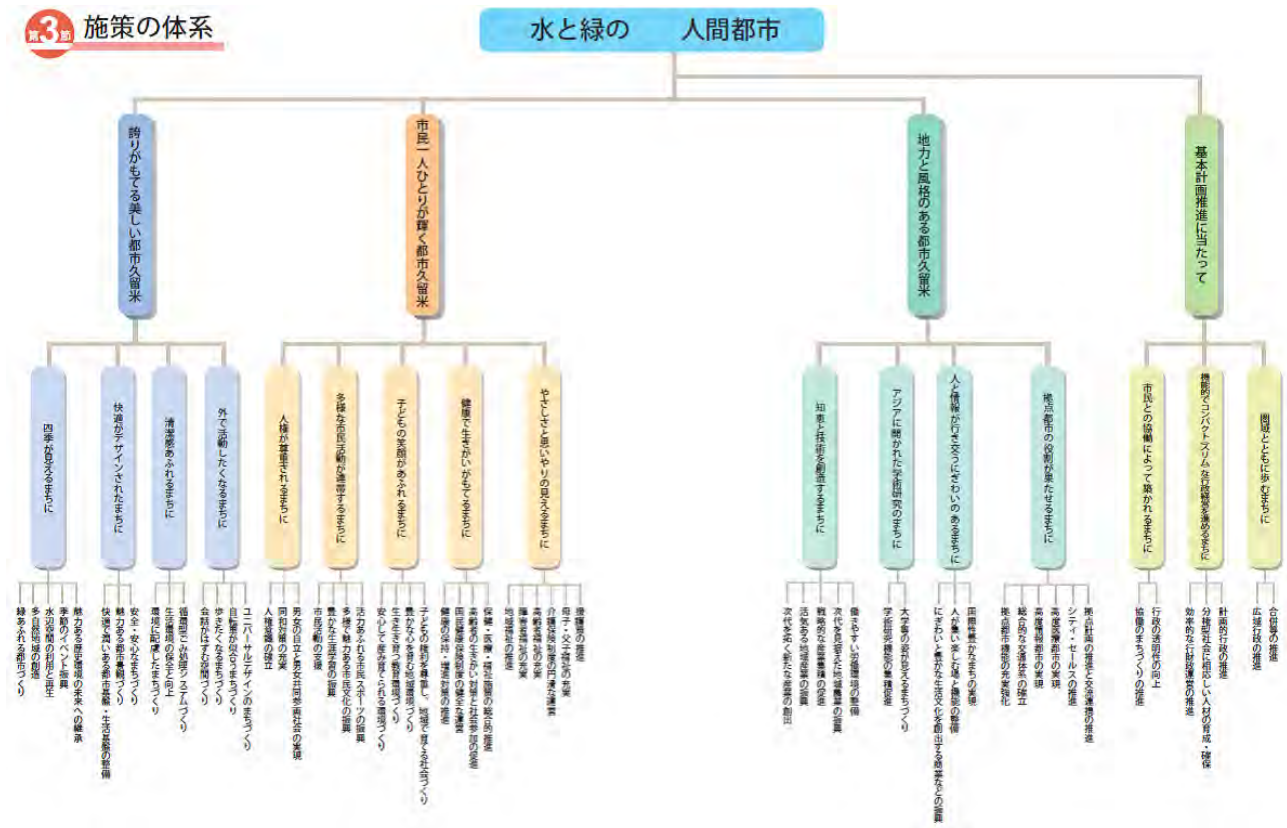 第3節 施策の体系
水と緑の 人間都市
誇りがもてる美しい都市久留米
市民一人ひとりが輝く都市久留米
地力と風格のある都市久留米
基本計画推進に当たって
四季が見えるまちに
快適がデザインされたまちに
清潔感あふれるまちに
外で活動したくなるまちに
人権が尊重されるまちに
多様な市民活動が連帯するまちに
子どもの笑顔があふれるまちに
健康で生きがいがもてるまちに
やさしさと思いやりの見えるまちに
知恵と技術を創造するまちに
アジアに開かれた学術研究のまちに
人と情報が行き交うにぎわいのあるまちに
拠点都市の役割が果たせるまちに
市民との協働によって築かれるまちに
機能的でコンパクト(スリム)な行政経営を進めるまちに
圏域とともに歩むまちに
緑あふれる都市づくり
多自然地域の創造
水辺空間の利用と再生
季節のイベント振興
魅力ある歴史環境の未来への継承
快適で潤いある都市基盤・生活基盤の整備
魅力ある都市景観づくり
安全・安心なまちづくり
環境に配慮したまちづくり
生活環境の保全と向上
循環型ごみ処理システムづくり
会話がはずむ空間づくり
歩きたくなるまちづくり
自転車が似合うまちづくり
ユニバーサルデザインのまちづくり
人権意識の確立
同和対策の充実
男女の自立と男女共同参画社会の実現
市民活動の支援
豊かな生涯学習の振興
多様で魅力ある市民文化の振興
活力あふれる市民スポーツの振興
安心して産み育てられる環境づくり
生き生き育つ教育環境づくり
豊かな心を育む地域環境づくり
子どもの権利を尊重し、地域で育てる社会づくり
健康の保持・増進対策の推進
国民健康保険制度の健全な運営
高齢者の生きがい対策と社会参加の促進
保健・医療・福祉施策の総合的推進
地域福祉の推進
障害者福祉の充実
高齢者福祉の充実
介護保険制度の円滑な運営
母子・父子福祉の充実
援護策の推進
次代を拓く新たな産業の創出
活気ある地域産業の振興
戦略的な産業集積の促進
次代を捉えた地域農業の振興
働きやすい労働環境の整備
学術研究機能の集積促進
大学等の姿が見えるまちづくり
にぎわいと豊かな生活文化を創出する商業などの振興
人が集い楽しむ場と機能の整備
国際性豊かなまちの実現
拠点都市機能の充実強化
総合的な交通体系の確立
高度情報都市の実現
高度医療都市の実現
シティ・セールスの推進
拠点計画の推進と交流連携の推進
協働のまちづくりの推進
行政の透明性の向上
効率的な行財政運営の推進
分権型社会に相応しい人材の育成・確保
計画的行政の推進
広域行政の推進
合併等の推進